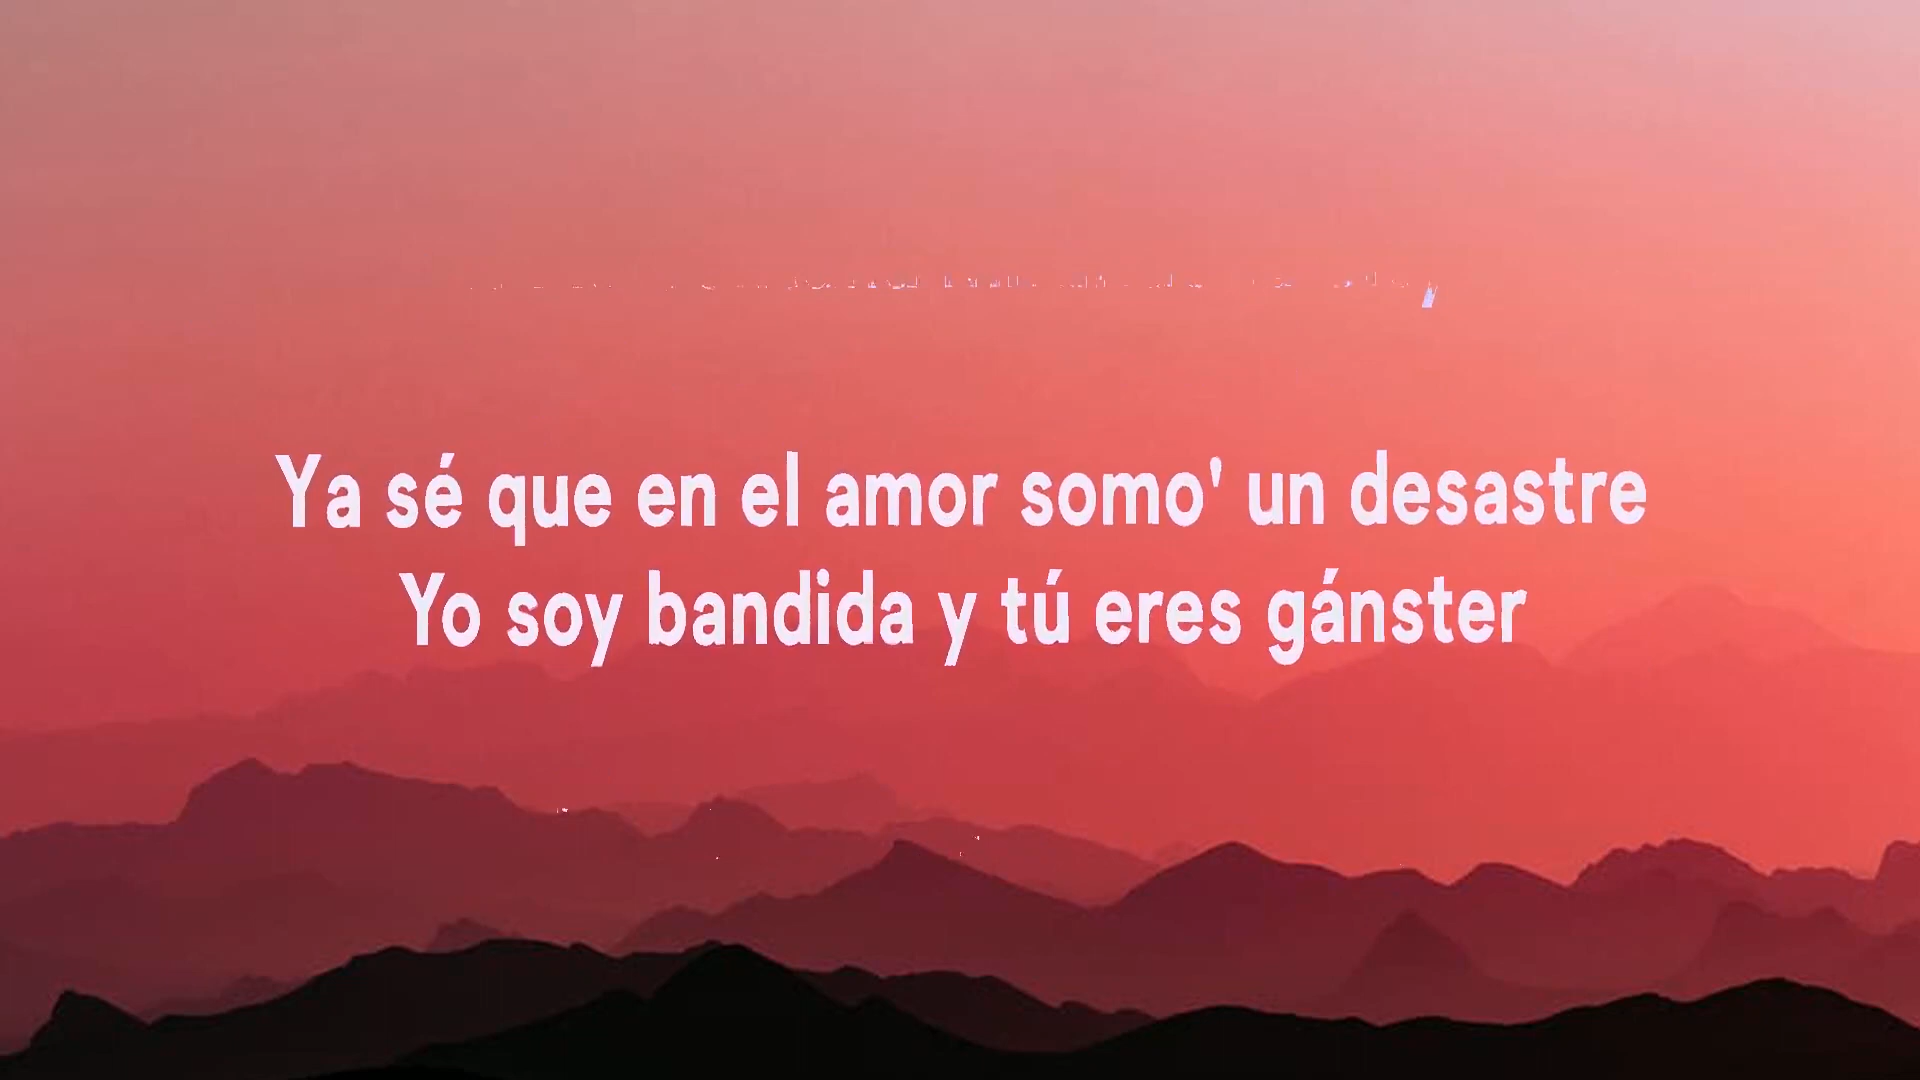 Ya sé que en el amor somo' un desastre
Yo soy bandida y tú eres gánster